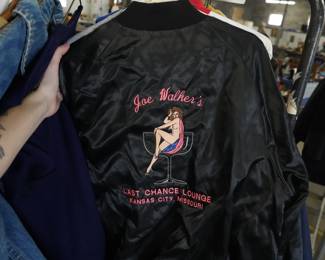 Joe Walker's
LAST CHANCE LOUNGE
KANSAS CITY, MISSOURI